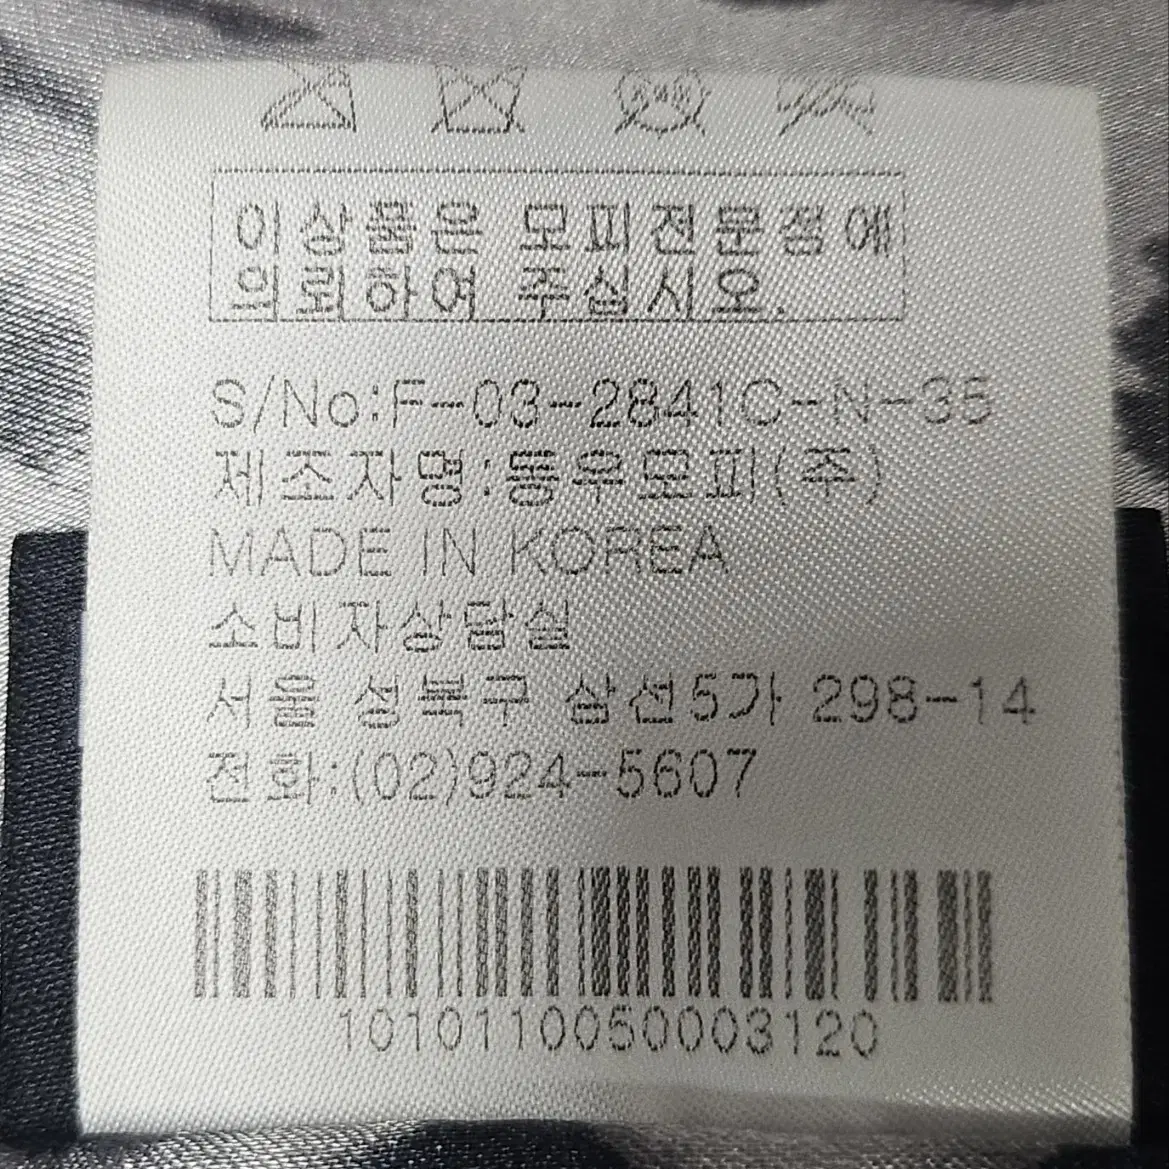 이상품은 모피전문점에
의뢰하여 주십시오.
S/No:F-03-2841C-N-35
제조자명:동우모피(주)
MADE IN KOREA
소비자상담실
서울 성북구 삼선5가 298-14
전화:(02)924-5607
1010110050003120